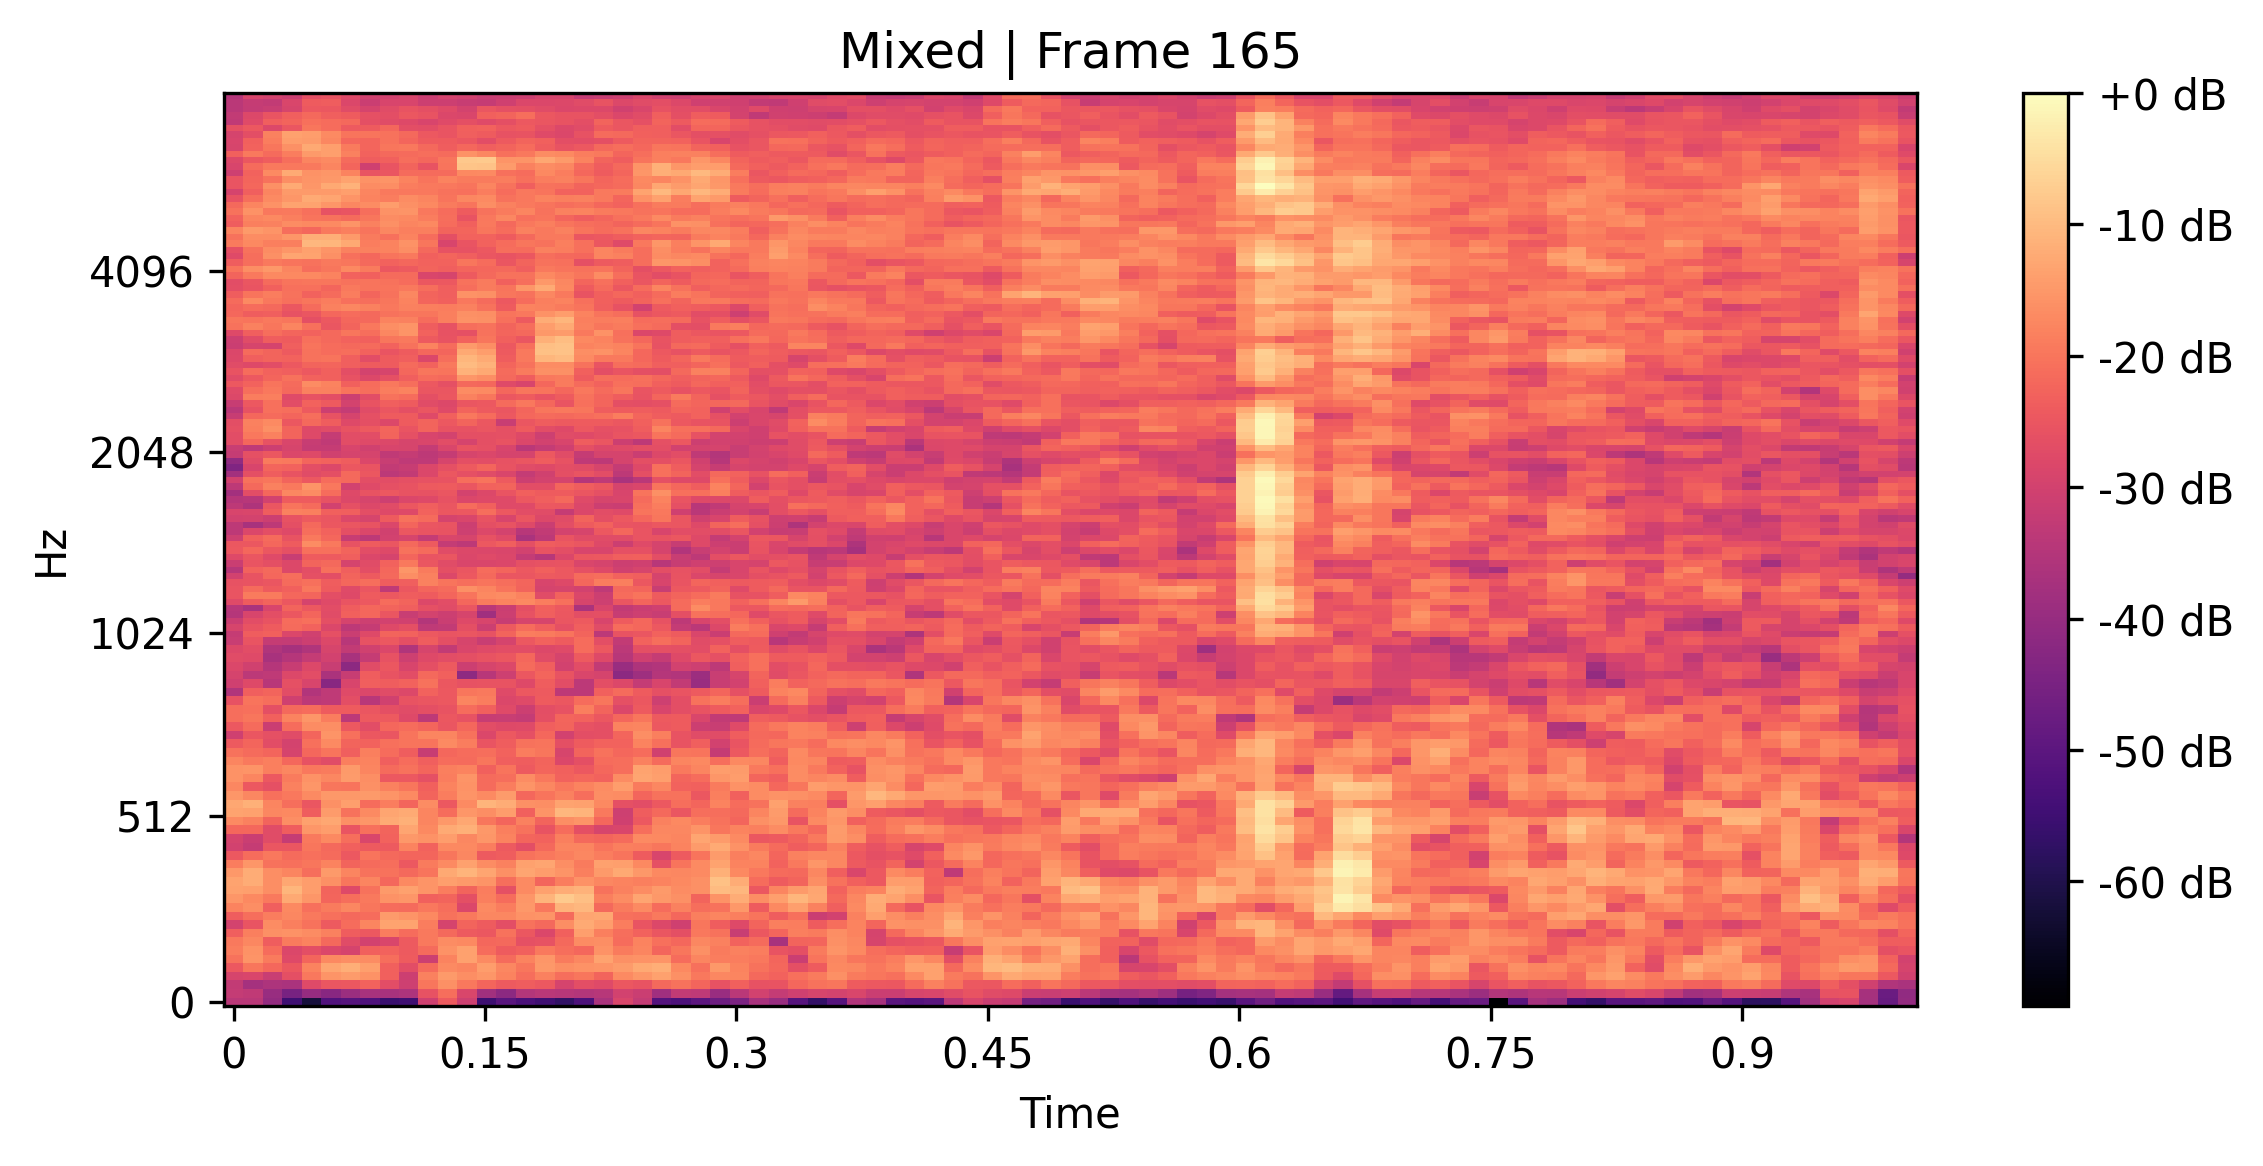 Mixed | Frame 165
+0 dB
-10 dB
-20 dB
-30 dB
-40 dB
-50 dB
-60 dB
4096
2048
1024
512
0
Hz
0 0.15 0.3 0.45 0.6 0.75 0.9
Time